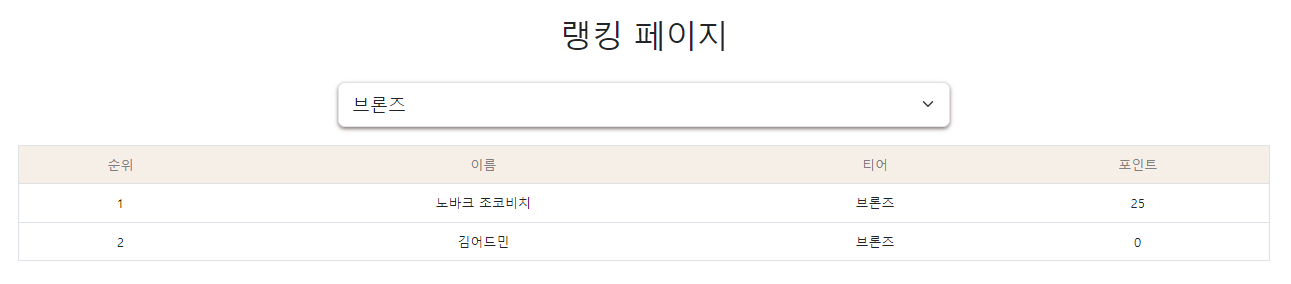 랭킹 페이지
브론즈
순위 이름 티어 포인트
1 노바크 조코비치 브론즈 25
2 김어드민 브론즈 0